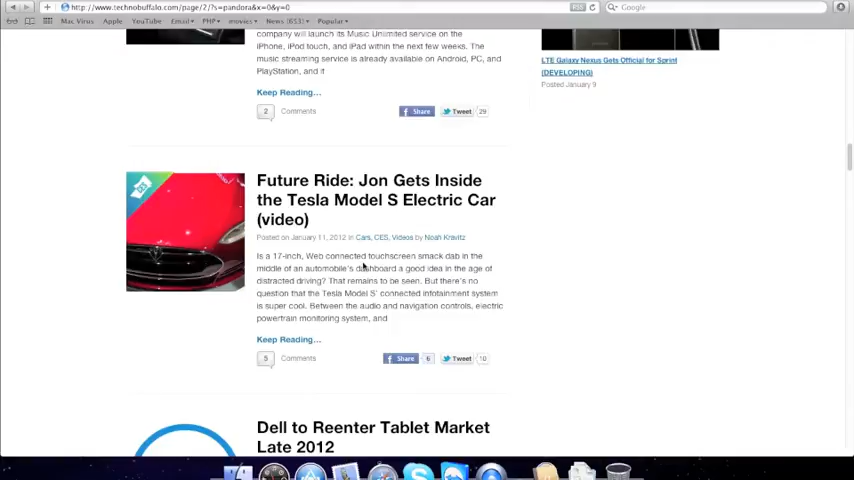 http://www.technobuffalo.com/page/2/?s=pandora&x=0&y=0
RSS
Google
Mac Virus Apple YouTube Email PHP movies News (653) Popular
company will launch its Music Unlimited service on the
iPhone, iPod touch, and iPad within the next few weeks. The
music streaming service is already available on Android, PC, and
PlayStation, and it
Keep Reading...
2 Comments Share Tweet 29
LTE Galaxy Nexus Gets Official for Sprint
(DEVELOPING)
Posted January 9
Future Ride: Jon Gets Inside
the Tesla Model S Electric Car
(video)
Posted on January 11, 2012 in Cars, CES, Videos by Noah Kravitz
Is a 17-inch, Web connected touchscreen smack dab in the
middle of an automobile's dashboard a good idea in the age of
distracted driving? That remains to be seen. But there's no
question that the Tesla Model S' connected infotainment system
is super cool. Between the audio and navigation controls, electric
powertrain monitoring system, and
Keep Reading...
5 Comments Share 6 Tweet 10
Dell to Reenter Tablet Market
Late 2012